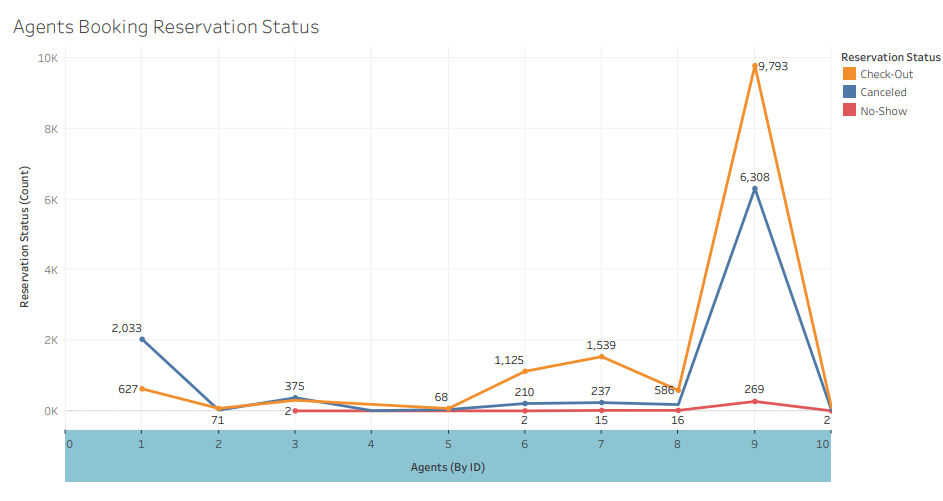 Agents Booking Reservation Status
Reservation Status
Check-Out
Canceled
No-Show
Reservation Status (Count)
10K
8K
6K
4K
2K
0K
9,793
6,308
2,033
627
1,539
1,125
586
375
68
210
237
269
2
71
2
15
16
2
0 1 2 3 4 5 6 7 8 9 10
Agents (By ID)